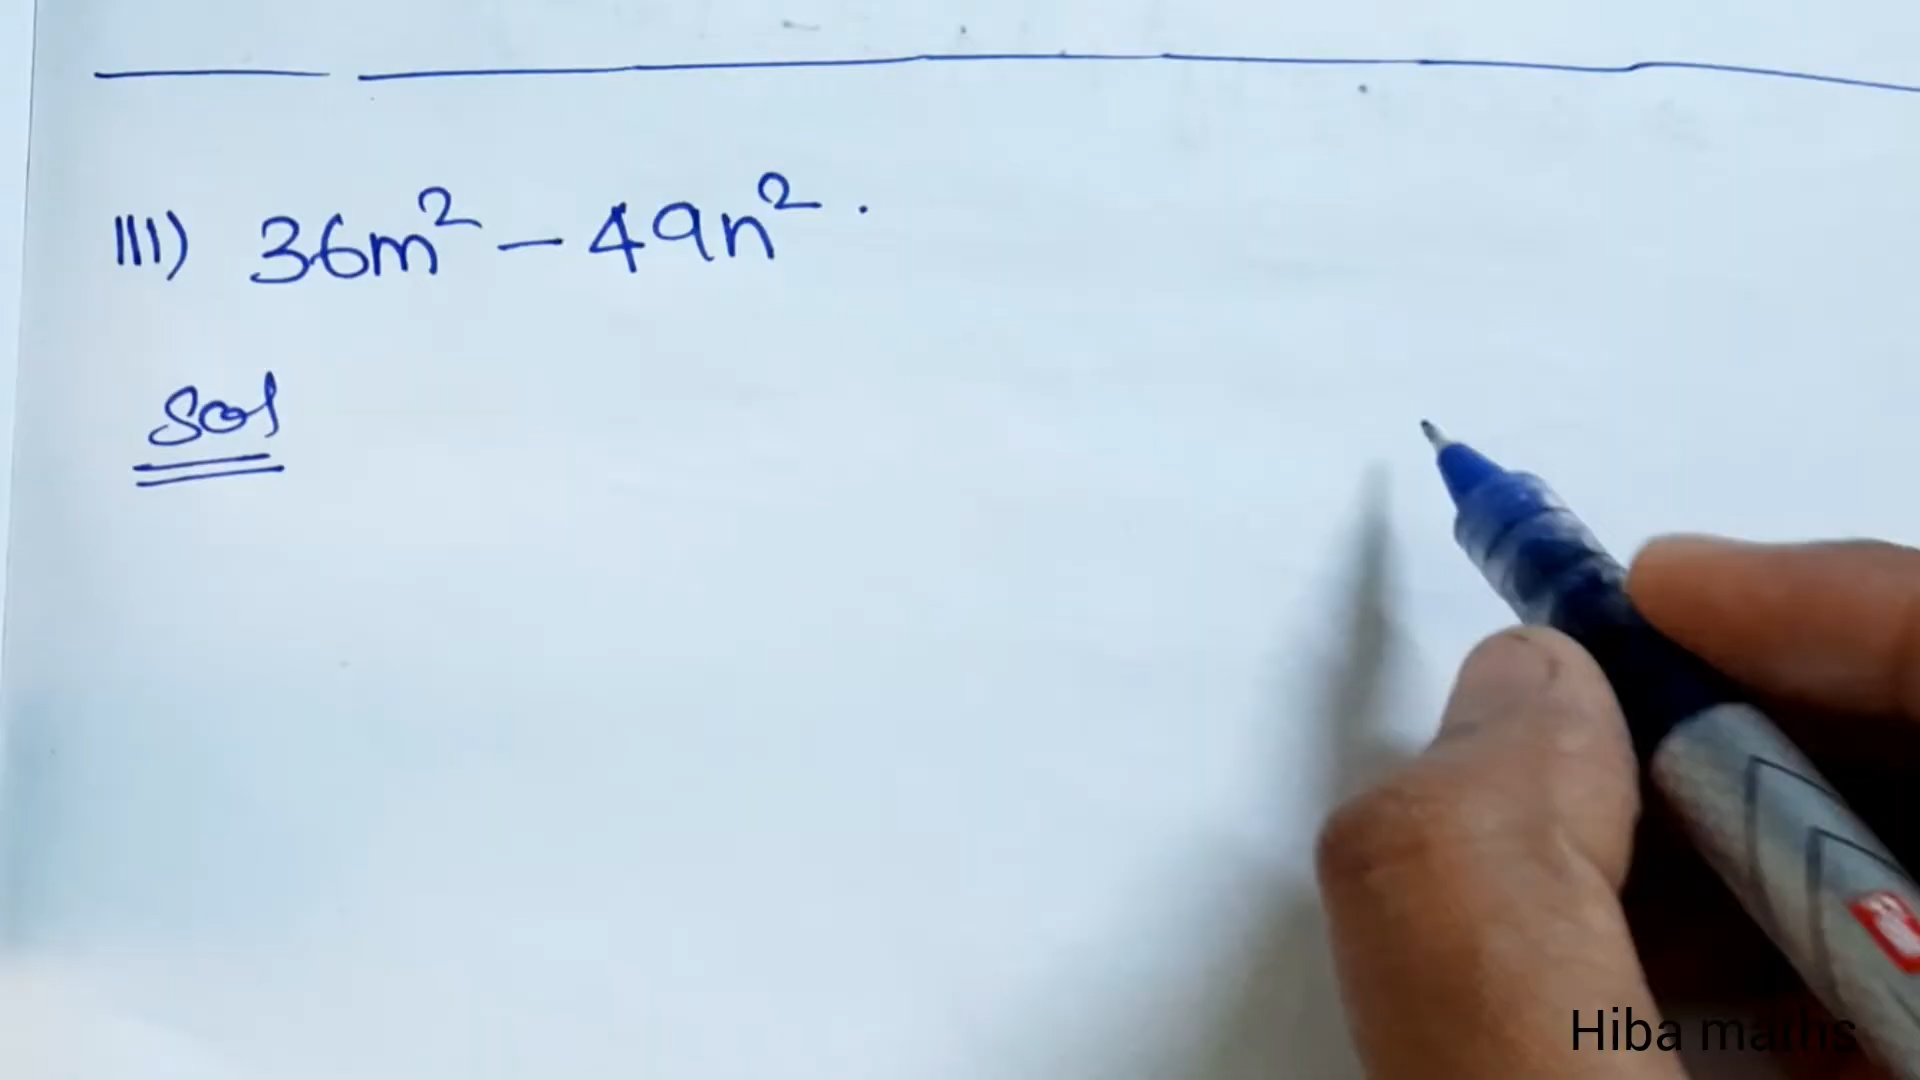 III) 36m² – 49n² .
Sol
Hiba maths